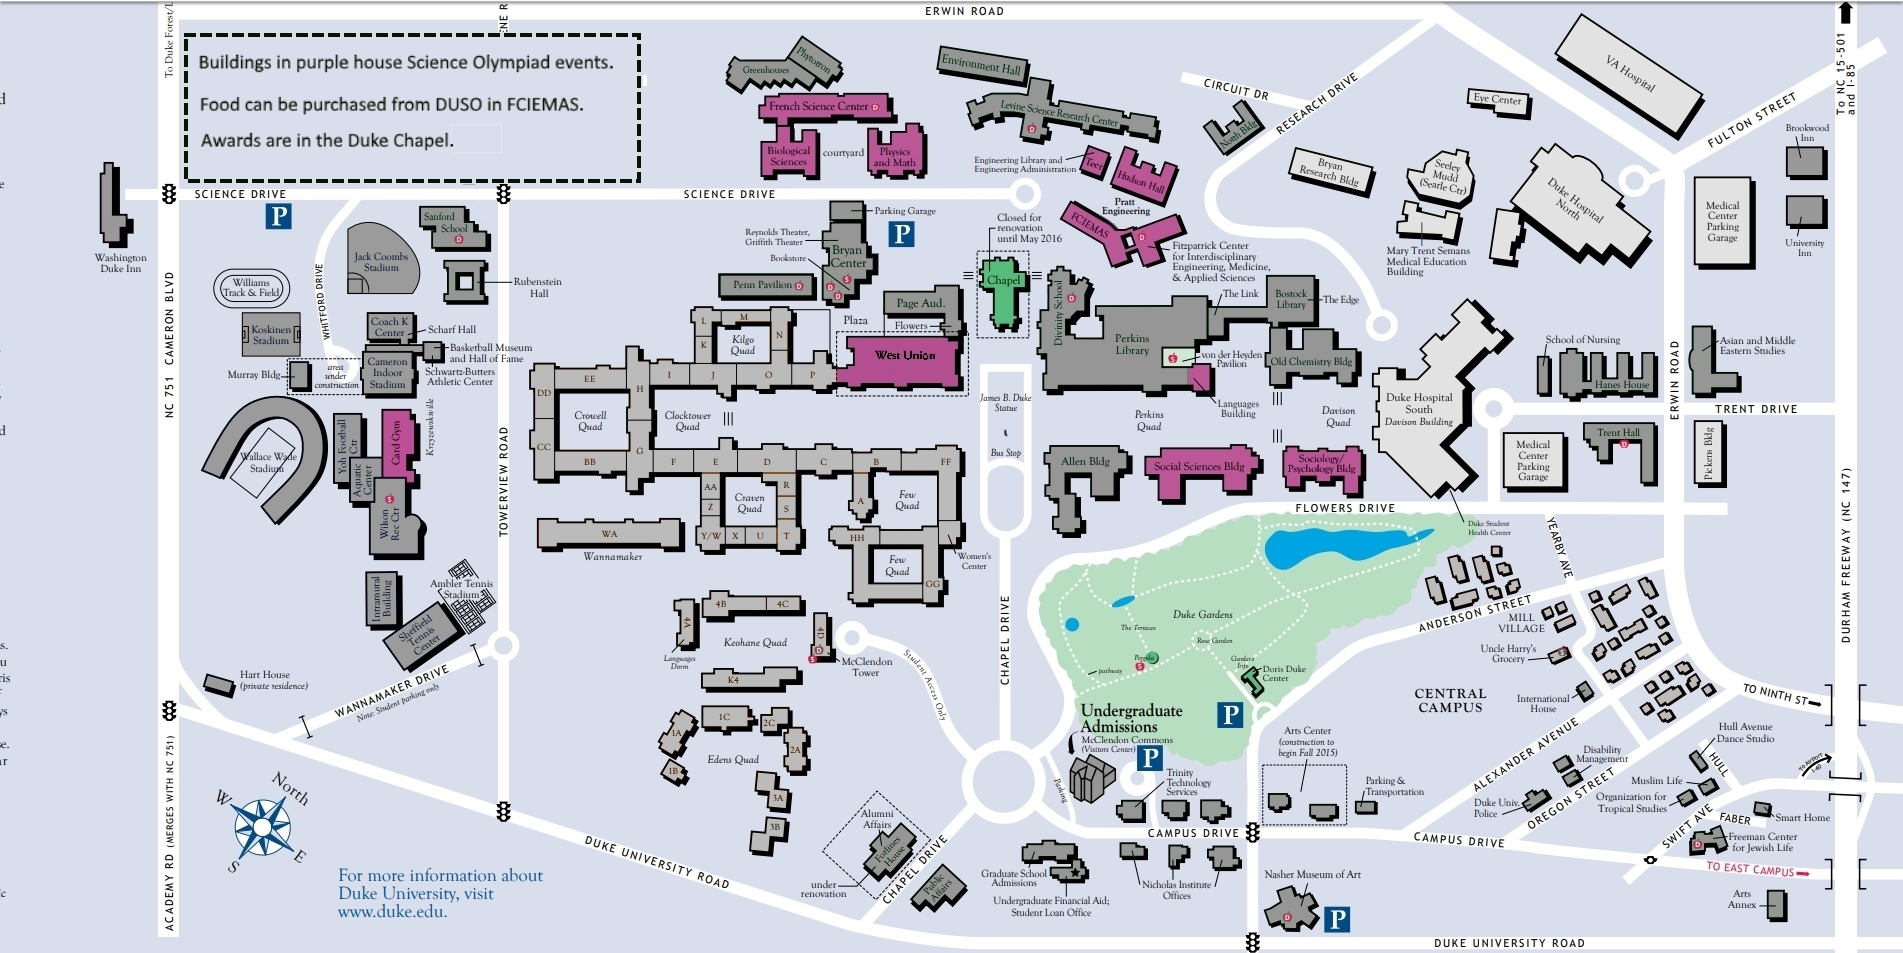 ERWIN ROAD
To Duke Forest/
ENE R
Buildings in purple house Science Olympiad events.
Food can be purchased from DUSO in FCIEMAS.
Awards are in the Duke Chapel.
Greenhouses
Phytotron
French Science Center D
Biological
Sciences
courtyard
Physics
and Math
Environment Hall
Levine Science Research Center
D
Engineering Library and
Engineering Administration
Teer
Hudson Hall
Pratt
Engineering
FCIEMAS
D
Fitzpatrick Center
for Interdisciplinary
Engineering, Medicine,
& Applied Sciences
CIRCUIT DR
RESEARCH DRIVE
North Bldg
Eye Center
VA Hospital
FULTON STREET
To NC 15-501
and I-85
Brookwood
Inn
University
Inn
Bryan
Research Bldg
Seeley
Mudd
(Searle Ctr)
Mary Trent Semans
Medical Education
Building
Duke Hospital
North
Medical
Center
Parking
Garage
SCIENCE DRIVE
SCIENCE DRIVE
Washington
Duke Inn
NC 751 CAMERON BLVD
P
WHITFORD DRIVE
Williams
Track & Field
Koskinen
Stadium
Murray Bldg
Jack Coombs
Stadium
Sanford
School
D
Rubenstein
Hall
Coach K
Center
Scharf Hall
Basketball Museum
and Hall of Fame
Schwartz-Butters
Athletic Center
Cameron
Indoor
Stadium
area
under
construction
Krzyzewskiville
Wallace Wade
Stadium
Yoh Football
Ctr
Aquatic
Center
Card Gym
Wilson
Rec Ctr
S
Intramural
Building
Ambler Tennis
Stadium
Sheffield
Tennis
Center
TOWERVIEW ROAD
Hart House
(private residence)
WANNAMAKER DRIVE
Note: Student parking only
Parking Garage
P
Reynolds Theater,
Griffith Theater
Bookstore
Bryan
Center
S
D
D
Penn Pavilion D
Page Aud.
Flowers
Plaza
West Union
Closed for
renovation
until May 2016
Chapel
L
M
K
N
Kilgo
Quad
I
J
O
P
EE
DD
H
Crowell
Quad
Clocktower
Quad
CC
G
BB
F
E
D
C
B
FF
AA
Z
Craven
Quad
R
S
Y/W
X
U
T
A
Few
Quad
HH
Few
Quad
GG
Women's
Center
WA
Wannamaker
James B. Duke
Statue
Bus Stop
Divinity School
D
Perkins
Library
The Link
Bostock
Library
The Edge
S
von der Heyden
Pavilion
Old Chemistry Bldg
Languages
Building
Perkins
Quad
Davison
Quad
Allen Bldg
Social Sciences Bldg
Sociology/
Psychology Bldg
Duke Hospital
South
Davison Building
School of Nursing
Hanes House
Asian and Middle
Eastern Studies
ERWIN ROAD
TRENT DRIVE
Medical
Center
Parking
Garage
Trent Hall
D
Pickens Bldg
Duke Student
Health Center
FLOWERS DRIVE
YEARBY AVE
DURHAM FREEWAY (NC 147)
Duke Gardens
The Terraces
Rose Garden
Pergola
S
pathway
Gardens
Doris Duke
Center
P
ANDERSON STREET
MILL
VILLAGE
Uncle Harry's
Grocery
S
International
House
CENTRAL
CAMPUS
4A
4B
4C
4D
D
S
Keohane Quad
Languages
Dorm
McClendon
Tower
K4
Student Access Only
CHAPEL DRIVE
1A
1B
1C
2C
2A
Edens Quad
3A
3B
Undergraduate
Admissions
McClendon Commons
(Visitors Center)
P
Parking
Trinity
Technology
Services
Arts Center
(construction to
begin Fall 2015)
Parking &
Transportation
ALEXANDER AVENUE
Disability
Management
OREGON STREET
Duke Univ.
Police
Hull Avenue
Dance Studio
HULL
Muslim Life
Organization for
Tropical Studies
SWIFT AVE
FABER
Smart Home
Freeman Center
for Jewish Life
D
TO NINTH ST
TO AIRPORT
I-40
North
W
S
E
ACADEMY RD (MERGES WITH NC 751)
For more information about
Duke University, visit
www.duke.edu.
DUKE UNIVERSITY ROAD
Alumni
Affairs
Forlines
House
under
renovation
CHAPEL DRIVE
Public
Affairs
CAMPUS DRIVE
CAMPUS DRIVE
TO EAST CAMPUS
Graduate School
Admissions
Undergraduate Financial Aid;
Student Loan Office
Nicholas Institute
Offices
Nasher Museum of Art
D
P
Arts
Annex
DUKE UNIVERSITY ROAD